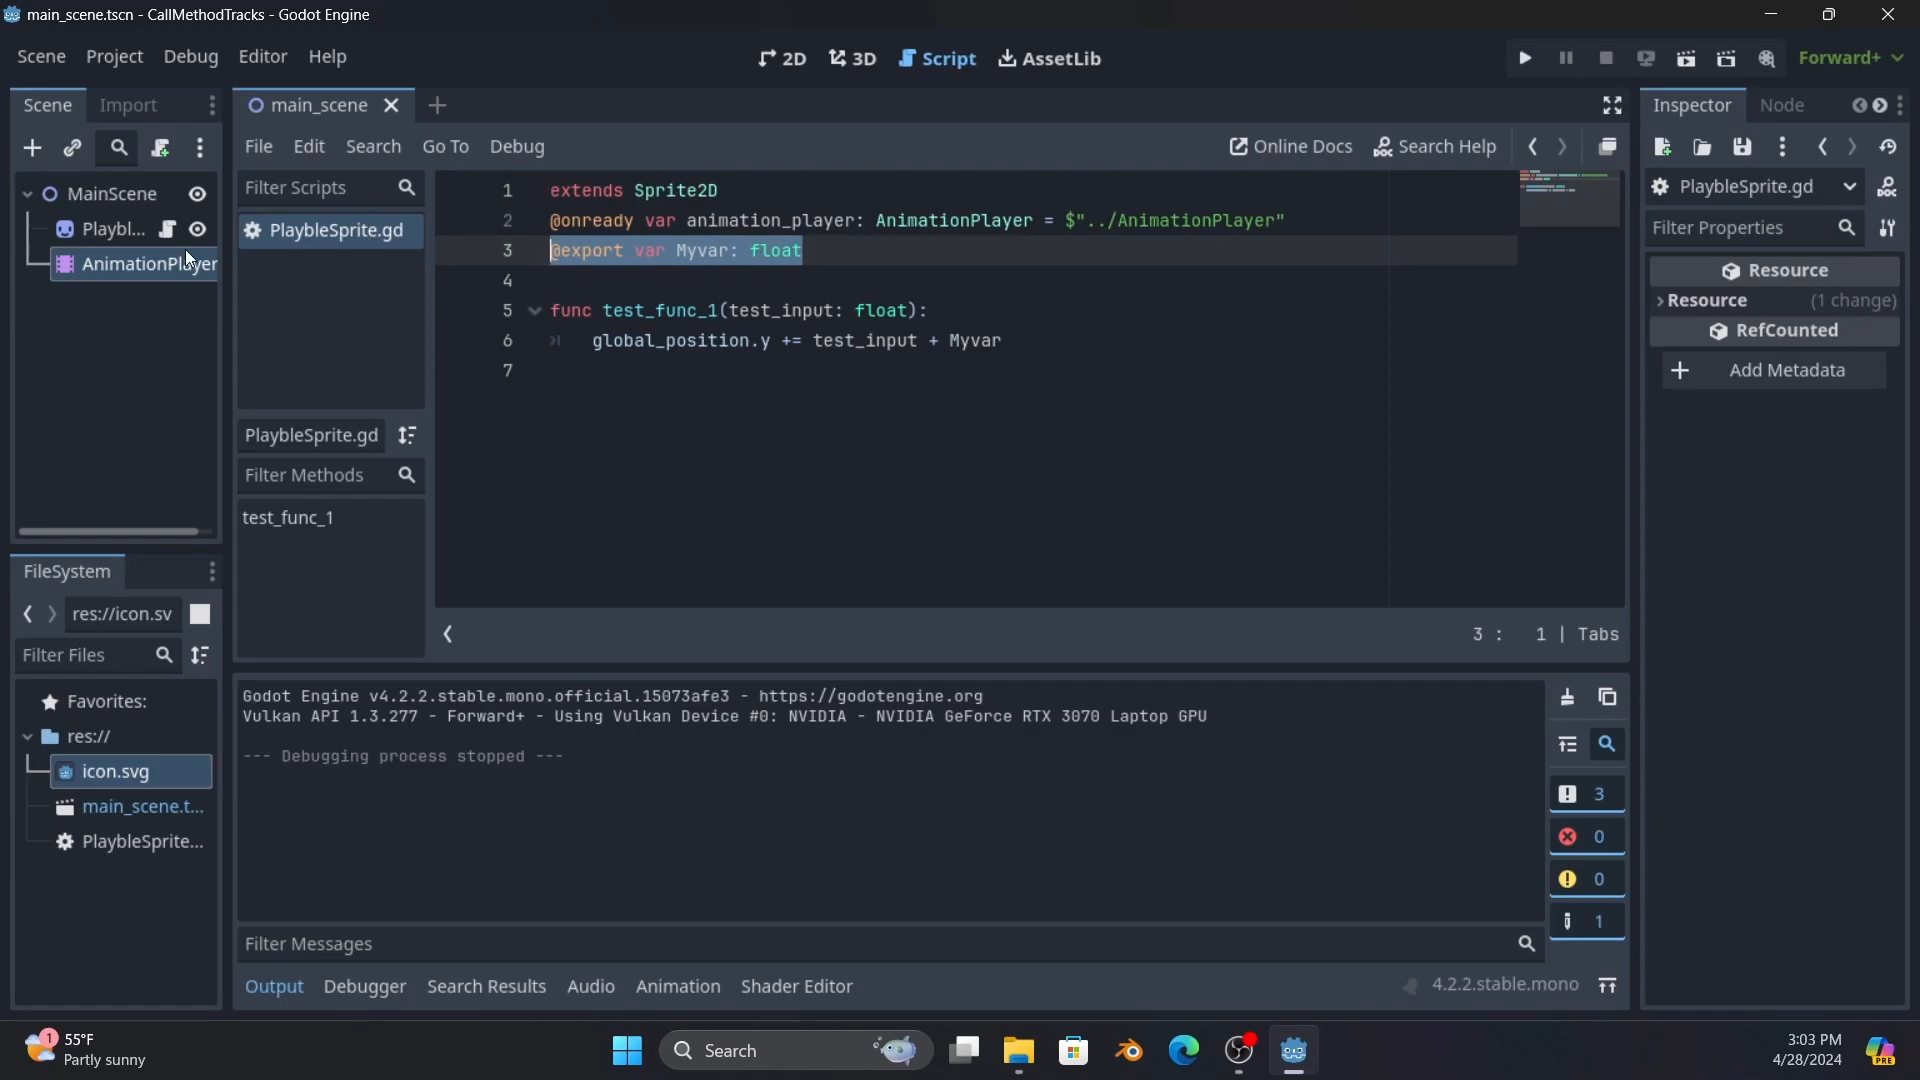 main_scene.tscn - CallMethodTracks - Godot Engine
Scene Project Debug Editor Help
2D 3D Script AssetLib
Forward+
Scene Import
main_scene
Inspector Node
File Edit Search Go To Debug
Online Docs Search Help
MainScene
Playbl...
AnimationPlayer
Filter Scripts
PlaybleSprite.gd
PlaybleSprite.gd
Filter Methods
test_func_1
1 extends Sprite2D
2 @onready var animation_player: AnimationPlayer = $"../AnimationPlayer"
3 @export var Myvar: float
4
5 func test_func_1(test_input: float):
6 global_position.y += test_input + Myvar
7
3 : 1 | Tabs
PlaybleSprite.gd
Filter Properties
Resource
Resource (1 change)
RefCounted
Add Metadata
FileSystem
res://icon.sv
Filter Files
Favorites:
res://
icon.svg
main_scene.t...
PlaybleSprite...
Godot Engine v4.2.2.stable.mono.official.15073afe3 - https://godotengine.org
Vulkan API 1.3.277 - Forward+ - Using Vulkan Device #0: NVIDIA - NVIDIA GeForce RTX 3070 Laptop GPU
--- Debugging process stopped ---
3
0
0
1
Filter Messages
Output Debugger Search Results Audio Animation Shader Editor
4.2.2.stable.mono
1
55°F
Partly sunny
Search
3:03 PM
4/28/2024
PRE